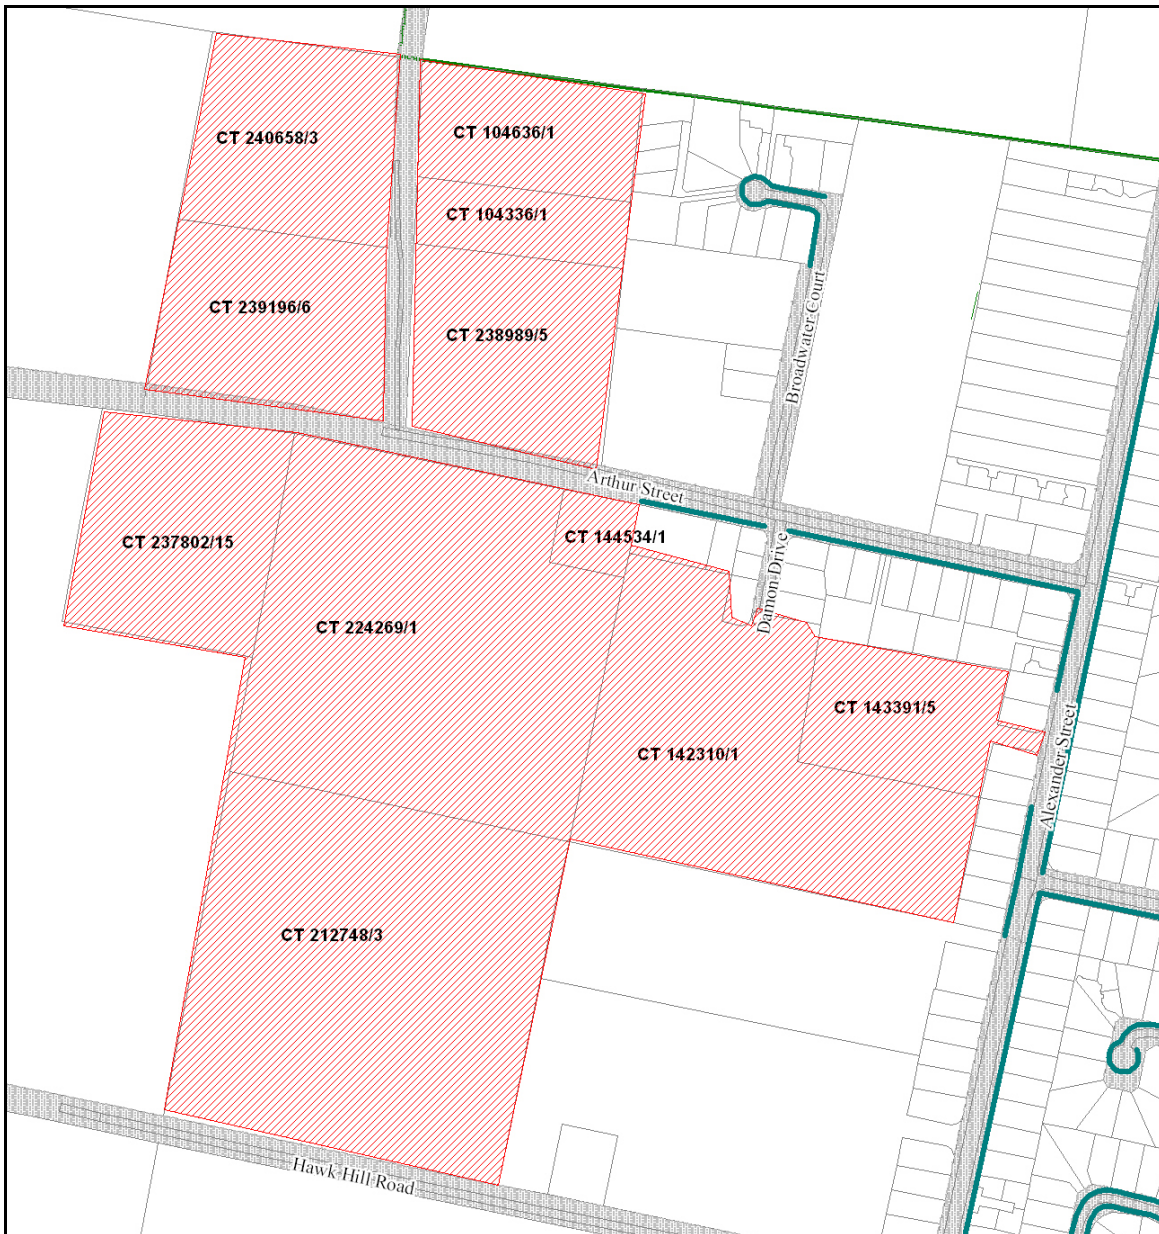 CT 240658/3
CT 104636/1
CT 104336/1
CT 239196/6
CT 238989/5
Broadwater Court
Arthur Street
CT 237802/15
CT 144534/1
Damon Drive
CT 224269/1
CT 143391/5
CT 142310/1
Alexander Street
CT 212748/3
Hawk Hill Road